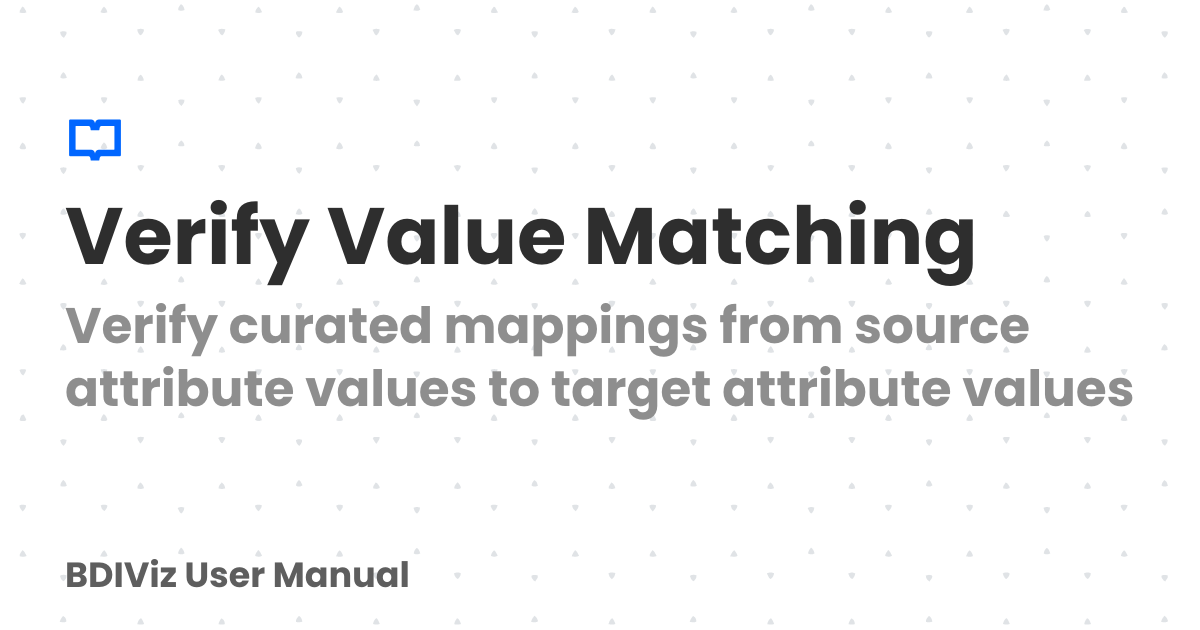 Verify Value Matching
Verify curated mappings from source
attribute values to target attribute values
BDIViz User Manual